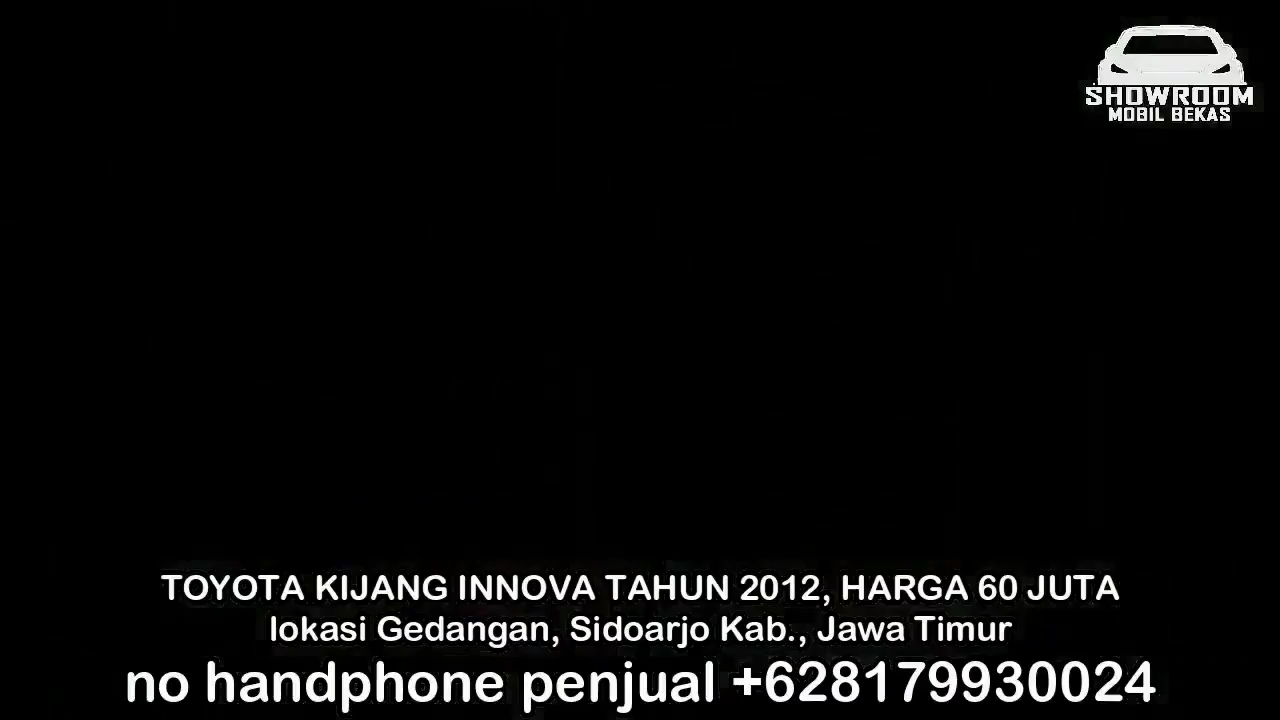 SHOWROOM
MOBIL BEKAS
TOYOTA KIJANG INNOVA TAHUN 2012, HARGA 60 JUTA
lokasi Gedangan, Sidoarjo Kab., Jawa Timur
no handphone penjual +628179930024